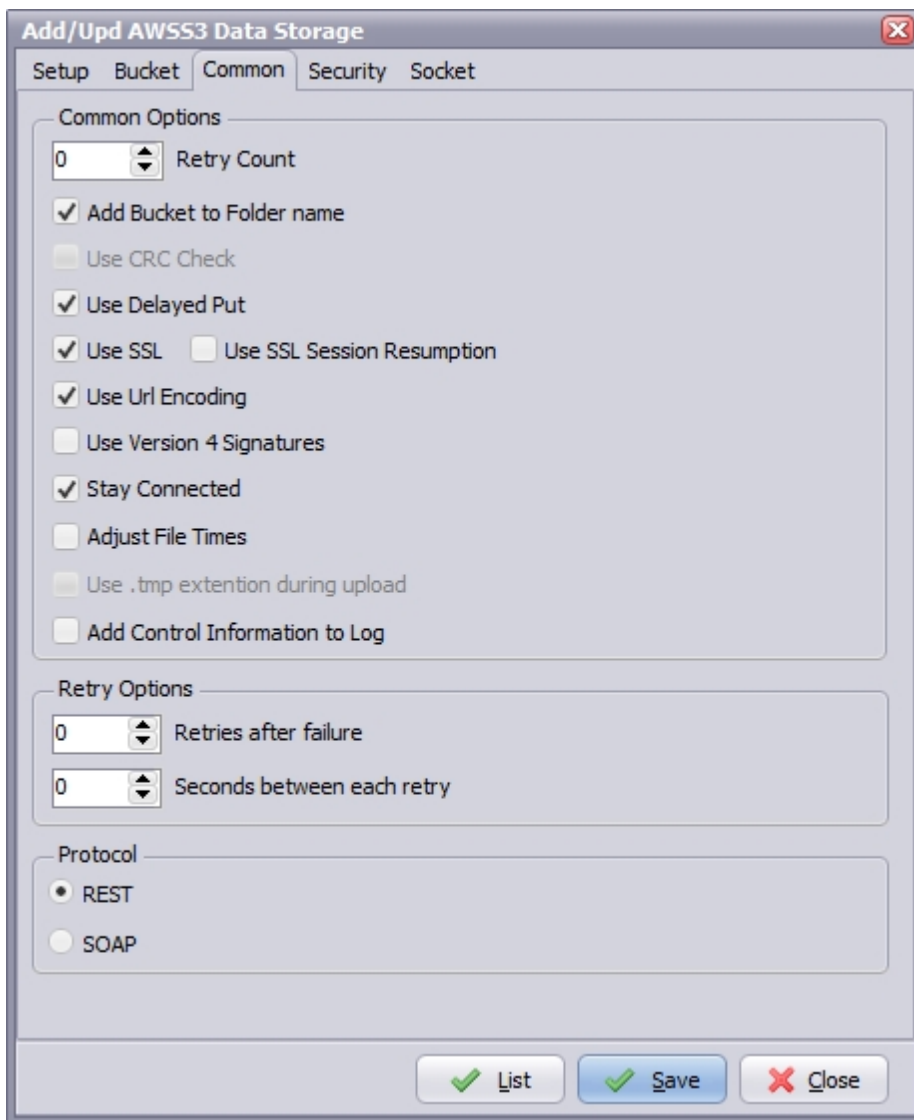 Add/Upd AWSS3 Data Storage
Setup Bucket Common Security Socket
Common Options
0 Retry Count
Add Bucket to Folder name
Use CRC Check
Use Delayed Put
Use SSL Use SSL Session Resumption
Use Url Encoding
Use Version 4 Signatures
Stay Connected
Adjust File Times
Use .tmp extention during upload
Add Control Information to Log
Retry Options
0 Retries after failure
0 Seconds between each retry
Protocol
REST
SOAP
List Save Close